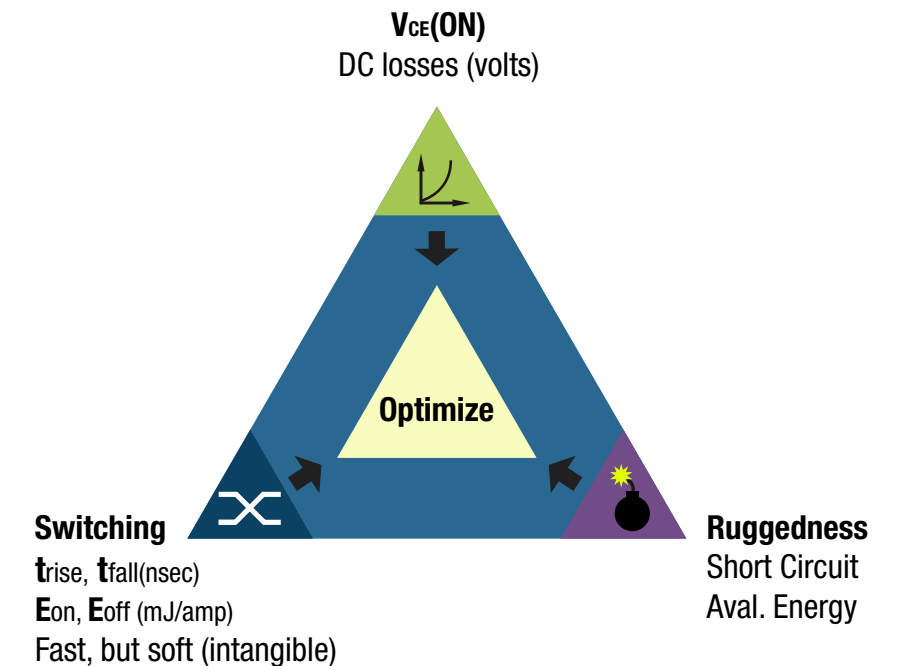 VCE(ON)
DC losses (volts)
Optimize
Switching
trise, tfall(nsec)
Eon, Eoff (mJ/amp)
Fast, but soft (intangible)
Ruggedness
Short Circuit
Aval. Energy